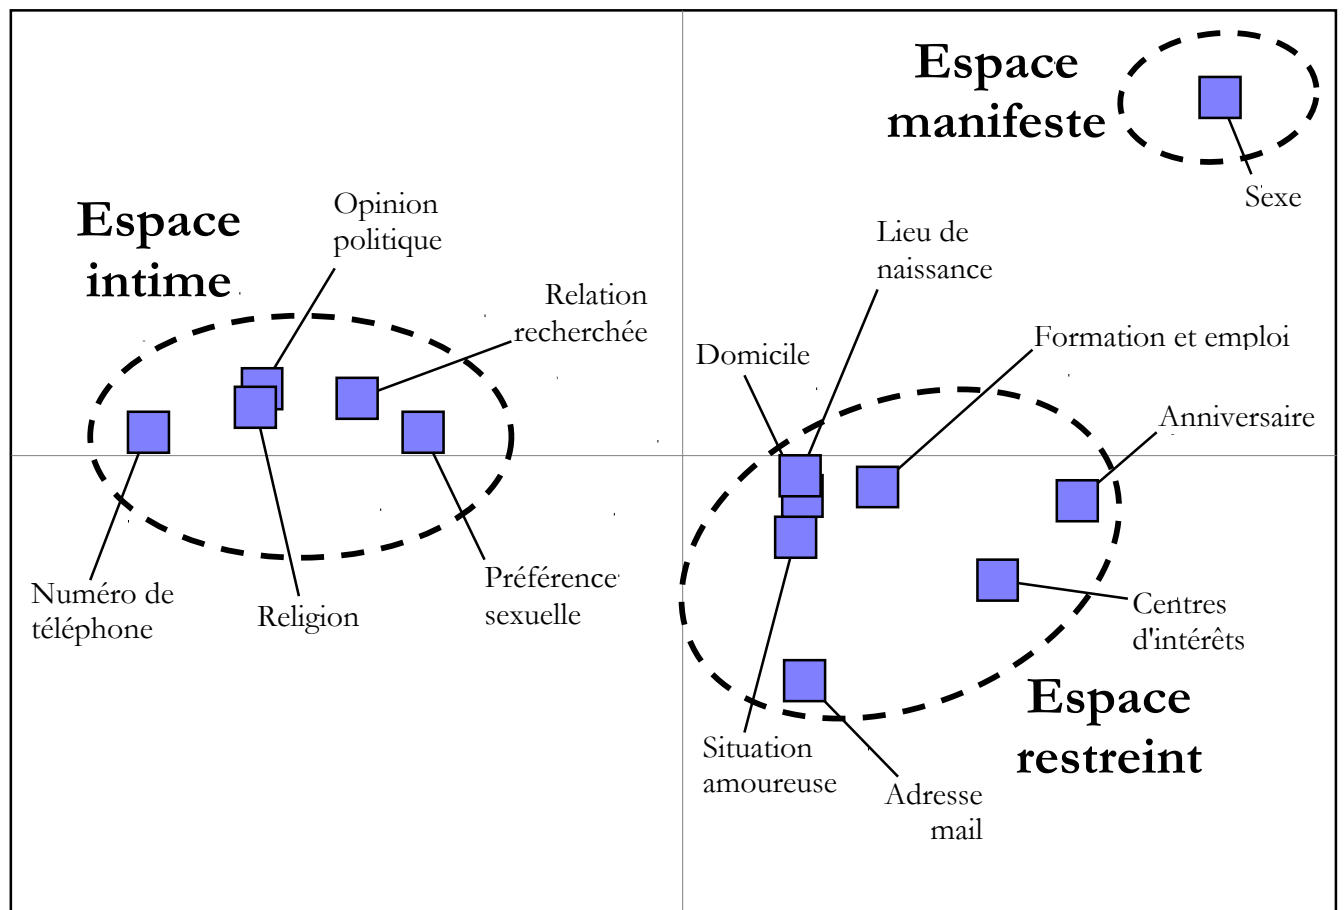 Espace
manifeste
Sexe
Espace
intime
Opinion
politique
Relation
recherchée
Lieu de
naissance
Domicile
Formation et emploi
Anniversaire
Numéro de
téléphone
Religion
Préférence
sexuelle
Centres
d'intérêts
Espace
restreint
Situation
amoureuse
Adresse
mail